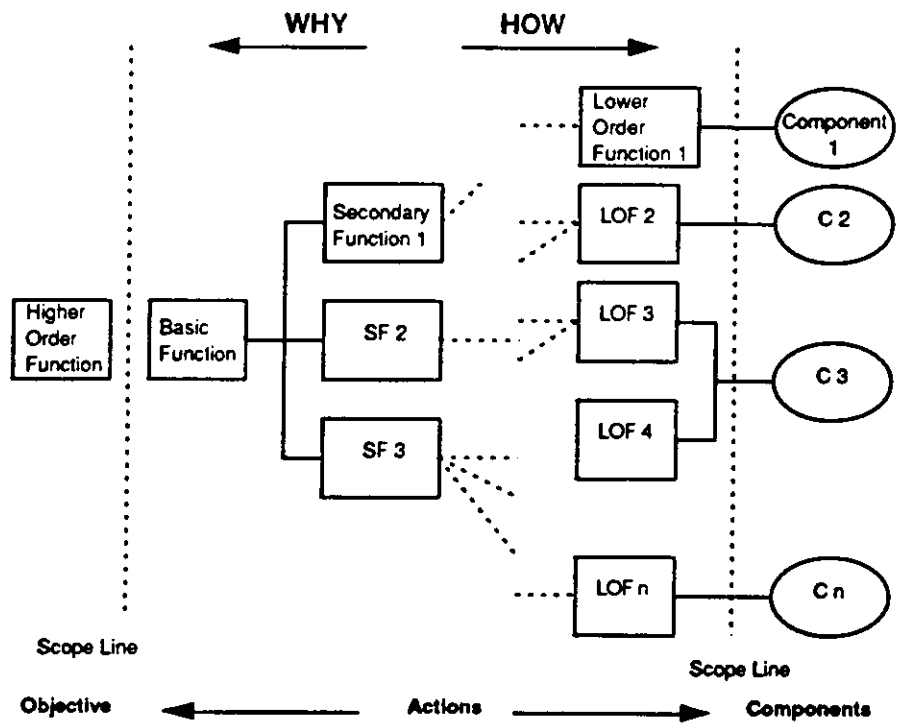 WHY
HOW
Lower
Order
Function 1
Component
1
Secondary
Function 1
LOF 2
C 2
Higher
Order
Function
Basic
Function
SF 2
LOF 3
C 3
SF 3
LOF 4
LOF n
C n
Scope Line
Scope Line
Objective
Actions
Components